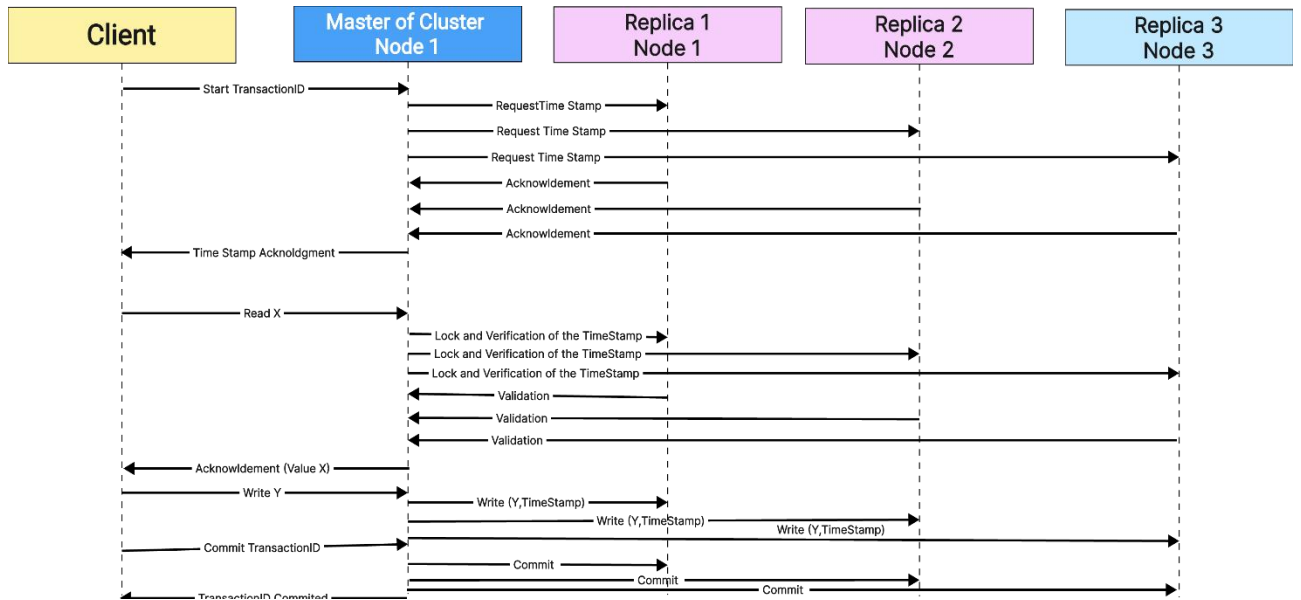 Client
Master of Cluster
Node 1
Replica 1
Node 1
Replica 2
Node 2
Replica 3
Node 3
Start TransactionID
RequestTime Stamp
Request Time Stamp
Request Time Stamp
Acknowldement
Acknowldement
Acknowldement
Time Stamp Acknoldgment
Read X
Lock and Verification of the TimeStamp
Lock and Verification of the TimeStamp
Lock and Verification of the TimeStamp
Validation
Validation
Validation
Acknowldement (Value X)
Write Y
Write (Y,TimeStamp)
Write (Y,TimeStamp)
Write (Y,TimeStamp)
Commit TransactionID
Commit
Commit
Commit
TransactionID Commited